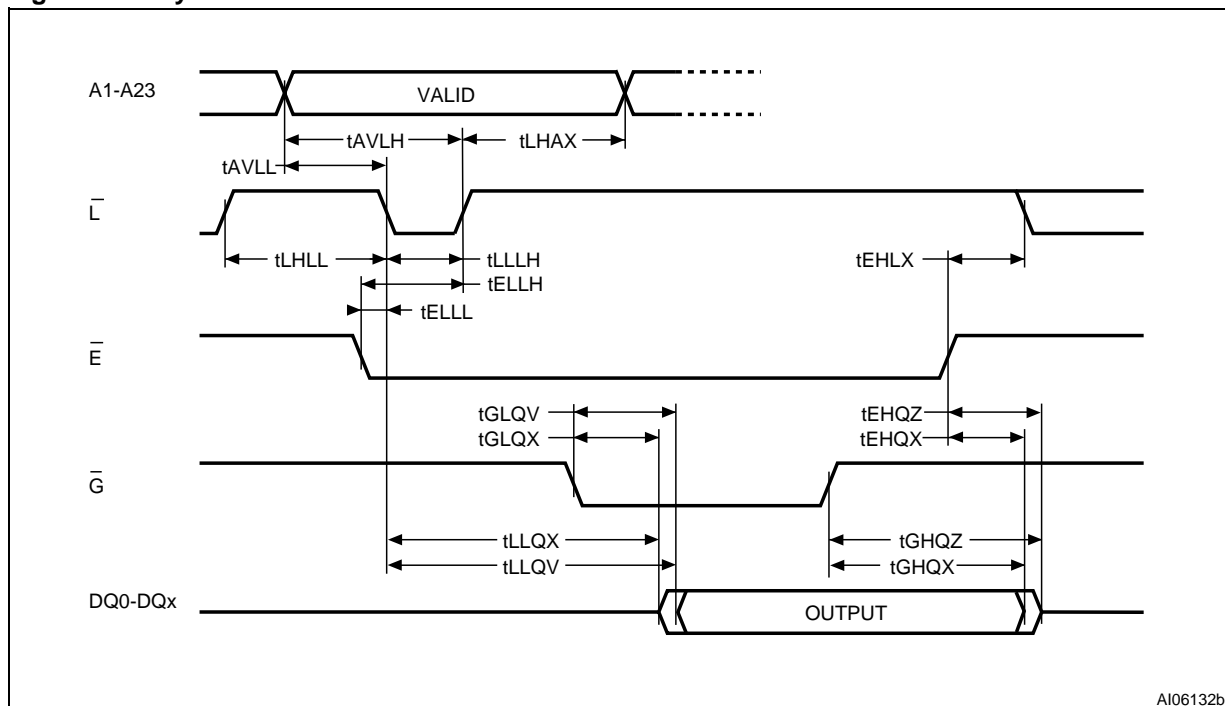 A1-A23
VALID
tAVLH
tLHAX
tAVLL
L̅
tLHLL
tLLLH
tEHLX
tELLH
tELLL
E̅
tGLQV
tEHQZ
tGLQX
tEHQX
G̅
tLLQX
tGHQZ
tLLQV
tGHQX
DQ0-DQx
OUTPUT
AI06132b